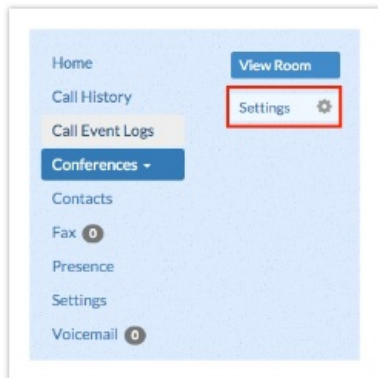 Home
Call History
Call Event Logs
Conferences
Contacts
Fax 0
Presence
Settings
Voicemail 0
View Room
Settings